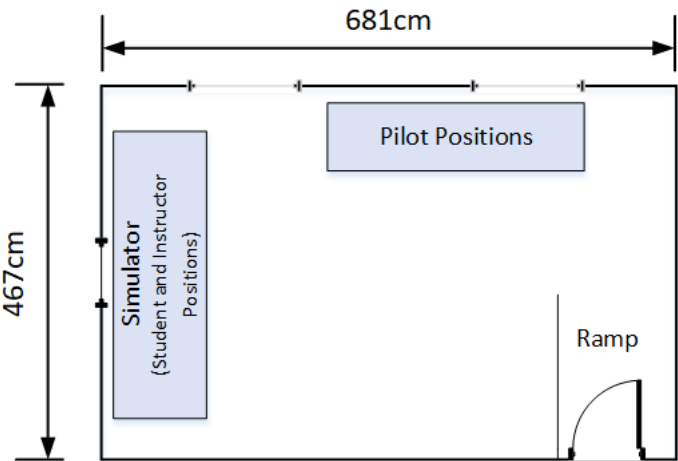 681cm
467cm
Pilot Positions
Simulator
(Student and Instructor
Positions)
Ramp